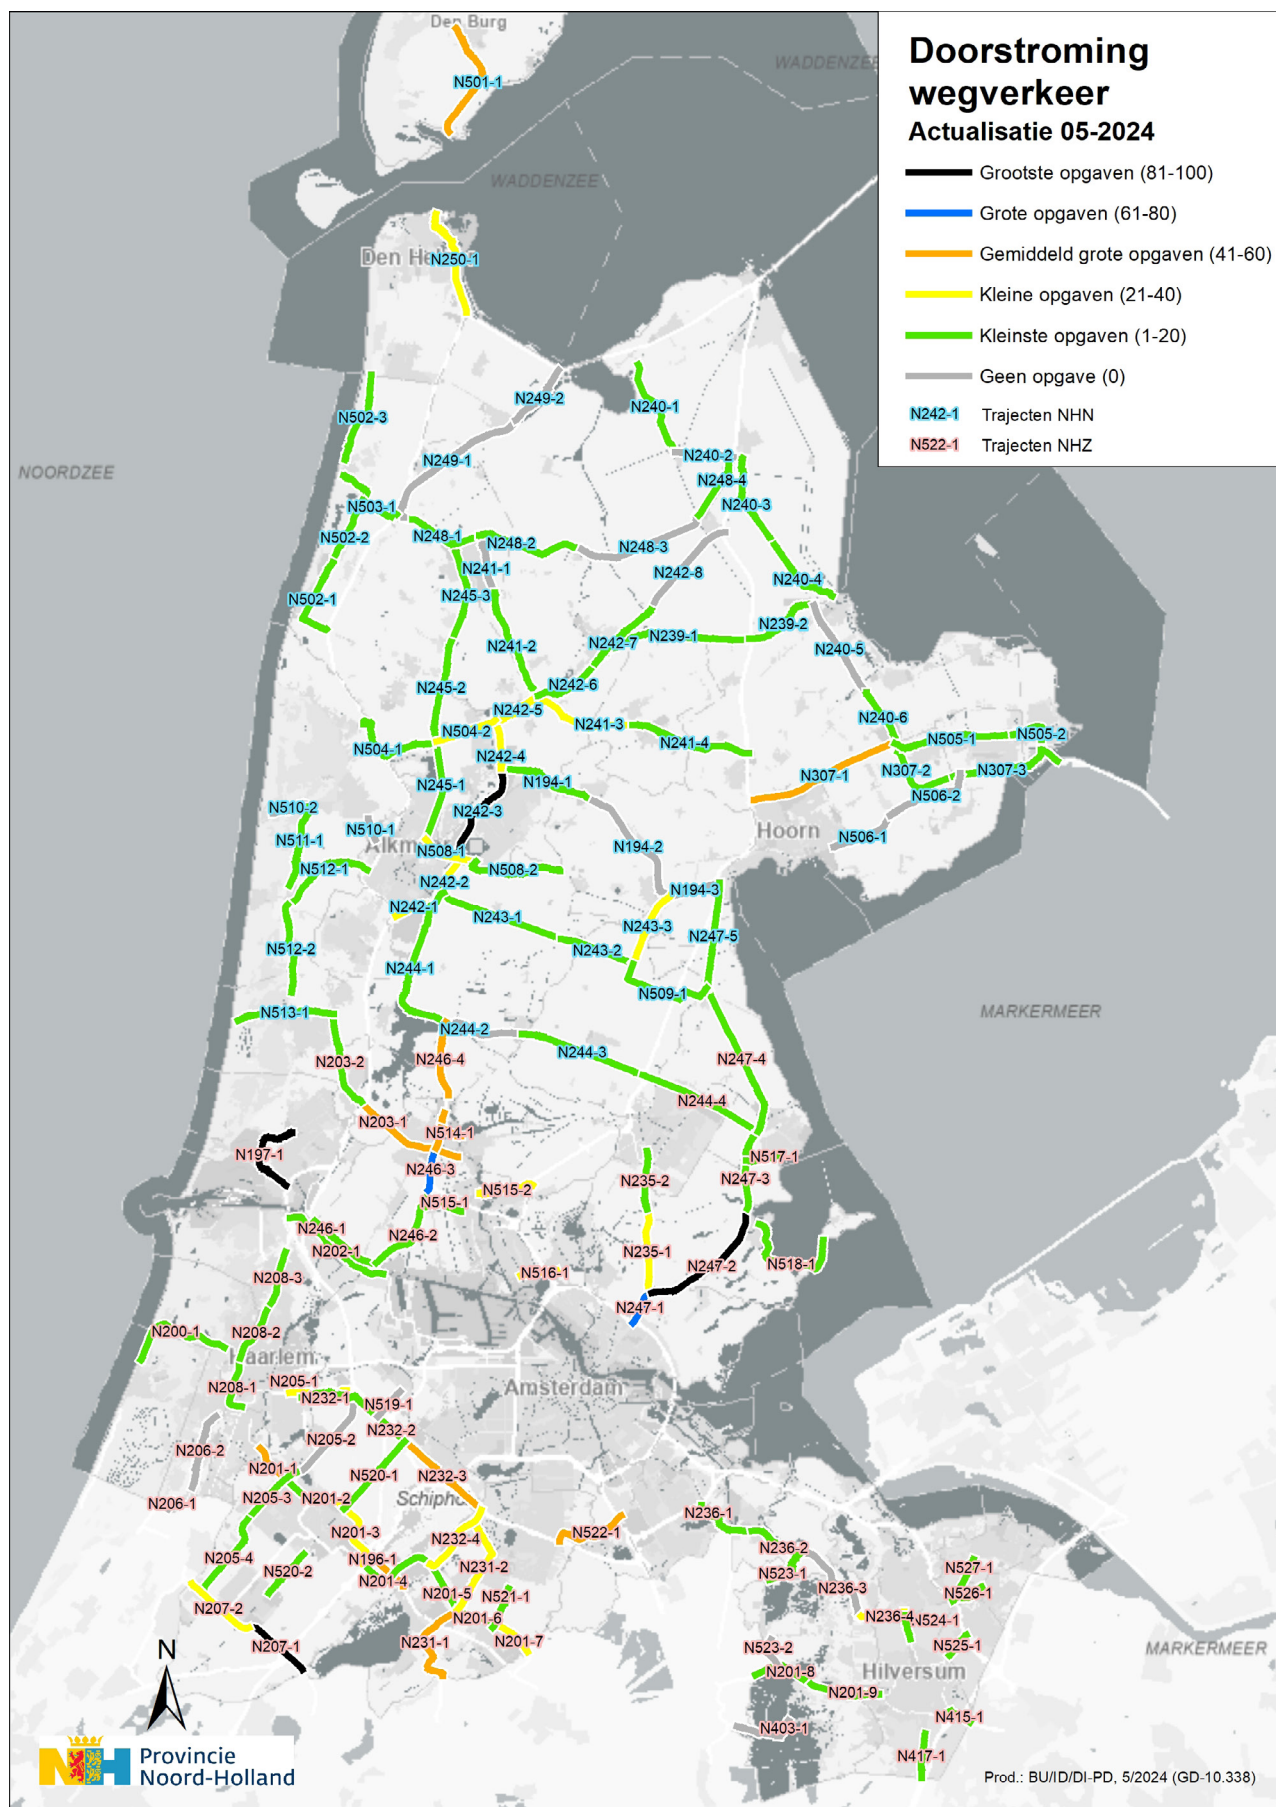 Doorstroming
wegverkeer
Actualisatie 05-2024
Grootste opgaven (81-100)
Grote opgaven (61-80)
Gemiddeld grote opgaven (41-60)
Kleine opgaven (21-40)
Kleinste opgaven (1-20)
Geen opgave (0)
N242-1 Trajecten NHN
N522-1 Trajecten NHZ
Den Burg
N501-1
WADDENZEE
WADDENZEE
Den
N250-1
N249-2
N240-1
N502-3
N249-1
N240-2
NOORDZEE
N248-4
N240-3
N503-1
N502-2
N248-1
N248-2
N248-3
N241-1
N242-8
N240-4
N245-3
N502-1
N239-2
N239-1
N242-7
N241-2
N240-5
N245-2
N242-6
N242-5
N240-6
N241-3
N504-2
N505-2
N505-1
N241-4
N504-1
N242-4
N307-2
N307-3
N307-1
N194-1
N245-1
N506-2
N510-2
N242-3
N510-1
Hoorn
N506-1
N511-1
N194-2
N508-1
N512-1
N508-2
N242-2
N194-3
N242-1
N243-1
N243-3
N247-5
N512-2
N243-2
N244-1
N509-1
N513-1
MARKERMEER
N244-2
N244-3
N203-2
N246-4
N247-4
N244-4
N203-1
N514-1
N197-1
N517-1
N246-3
N247-3
N235-2
N515-2
N515-1
N246-1
N246-2
N202-1
N235-1
N518-1
N247-2
N516-1
N208-3
N247-1
N200-1
N208-2
Haarlem
N205-1
N208-1
Amsterdam
N232-1
N519-1
N232-2
N205-2
N206-2
N201-1
N520-1
N232-3
N205-3
N201-2
Schiphol
N206-1
N236-1
N201-3
N522-1
N232-4
N236-2
N205-4
N196-1
N231-2
N527-1
N520-2
N523-1
N201-4
N236-3
N201-5
N521-1
N526-1
N207-2
N201-6
N236-4
N524-1
N231-1
N201-7
N207-1
N523-2
N525-1
MARKERMEER
N
N201-8
Hilversum
N201-9
N415-1
N403-1
N417-1
NH
Provincie
Noord-Holland
Prod.: BU/ID/DI-PD, 5/2024 (GD-10.338)